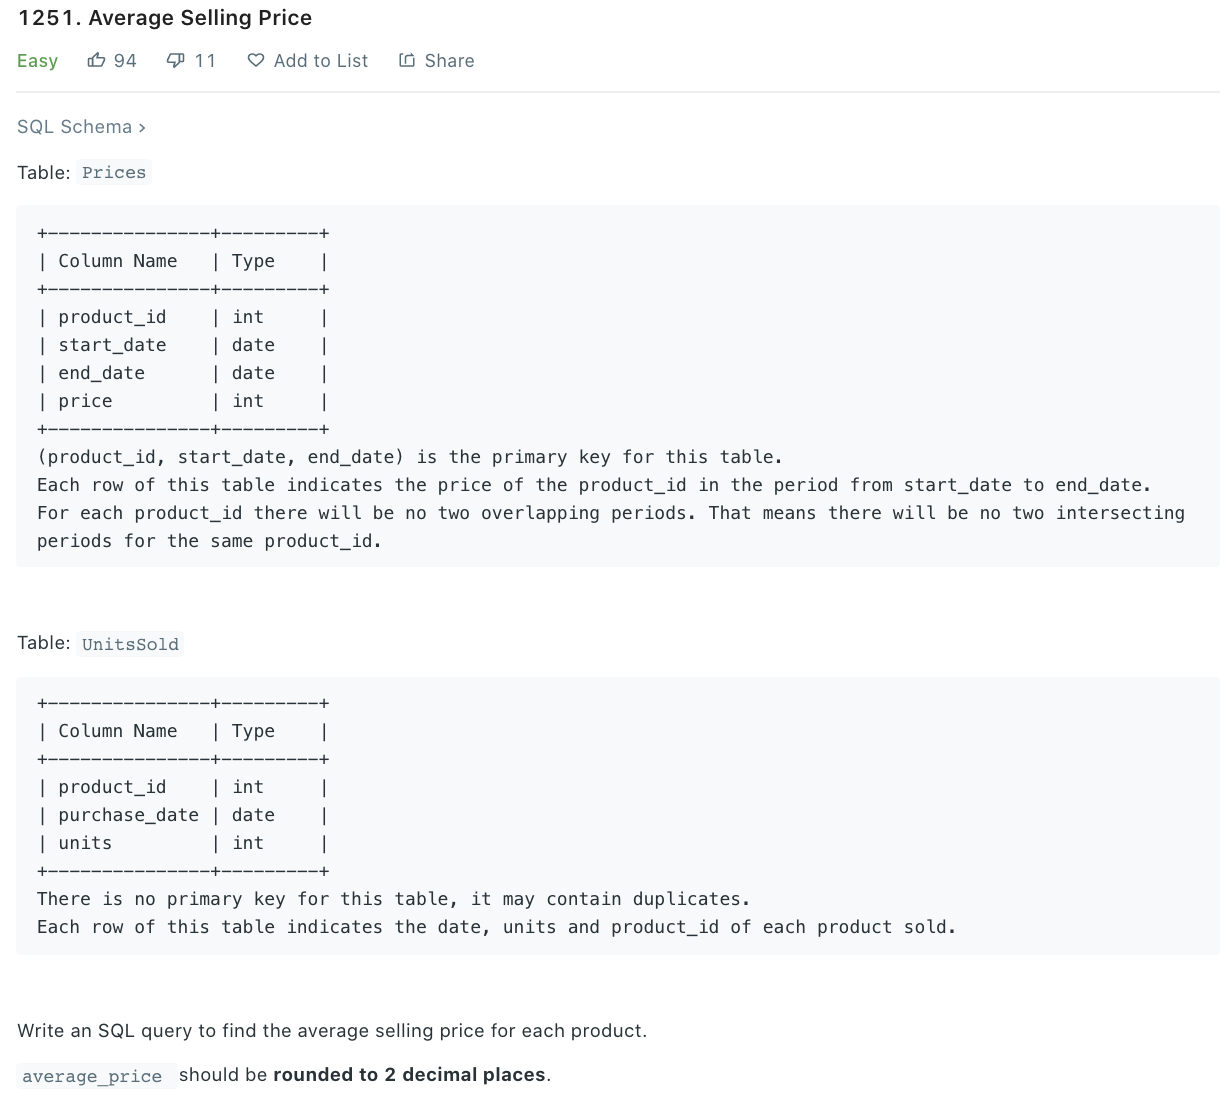 1251. Average Selling Price
Easy 94 11 Add to List Share
SQL Schema ›
Table: Prices
+---------------+---------+
| Column Name   | Type    |
+---------------+---------+
| product_id    | int     |
| start_date    | date    |
| end_date      | date    |
| price         | int     |
+---------------+---------+
(product_id, start_date, end_date) is the primary key for this table.
Each row of this table indicates the price of the product_id in the period from start_date to end_date.
For each product_id there will be no two overlapping periods. That means there will be no two intersecting
periods for the same product_id.
Table: UnitsSold
+---------------+---------+
| Column Name   | Type    |
+---------------+---------+
| product_id    | int     |
| purchase_date | date    |
| units         | int     |
+---------------+---------+
There is no primary key for this table, it may contain duplicates.
Each row of this table indicates the date, units and product_id of each product sold.
Write an SQL query to find the average selling price for each product.
average_price should be rounded to 2 decimal places.